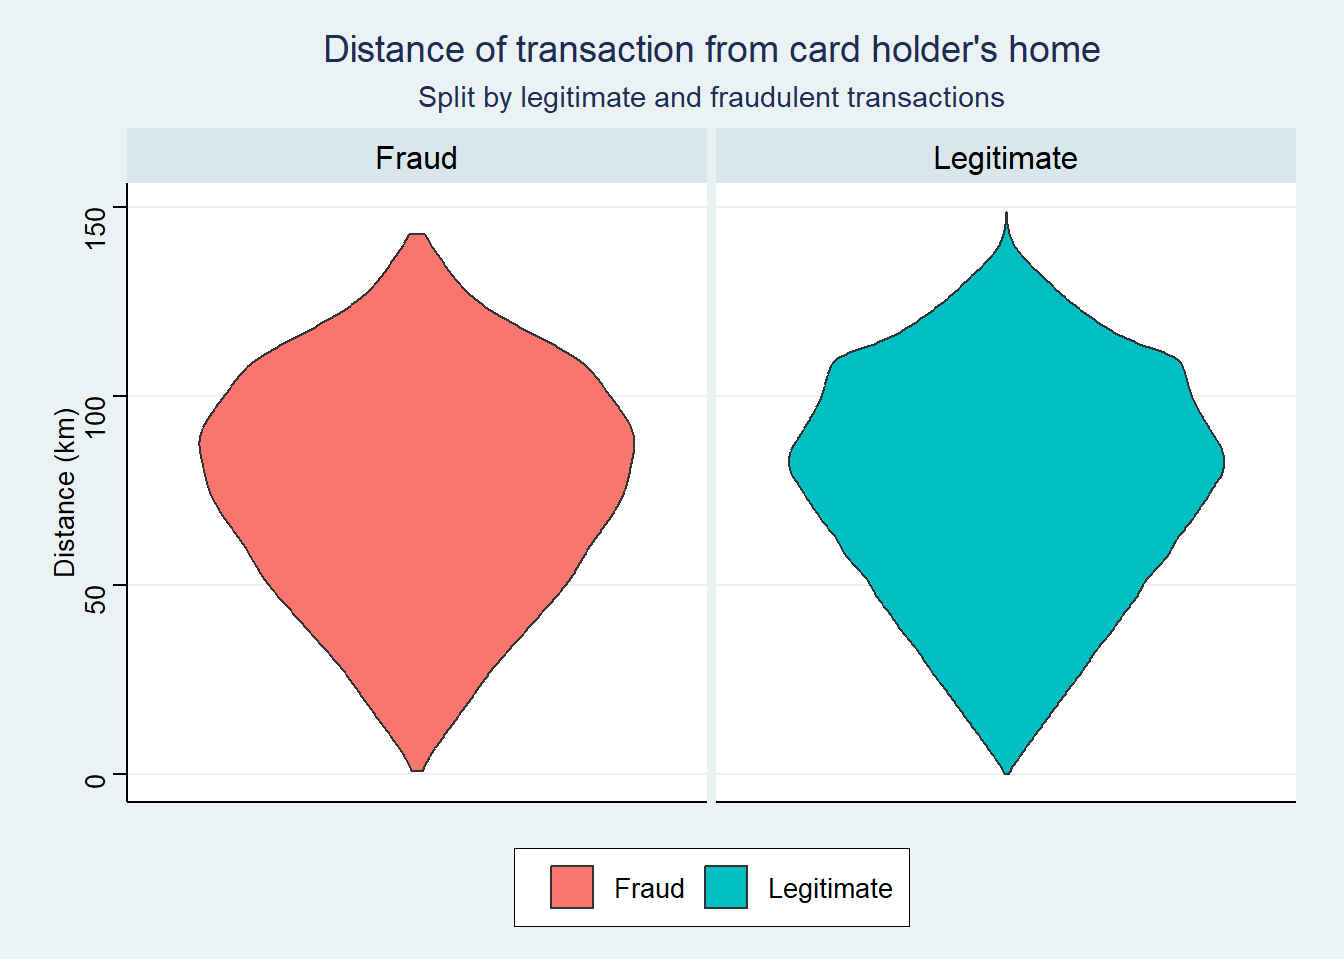 Distance of transaction from card holder's home
Split by legitimate and fraudulent transactions
Fraud
Legitimate
Distance (km)
150
100
50
0
Fraud
Legitimate